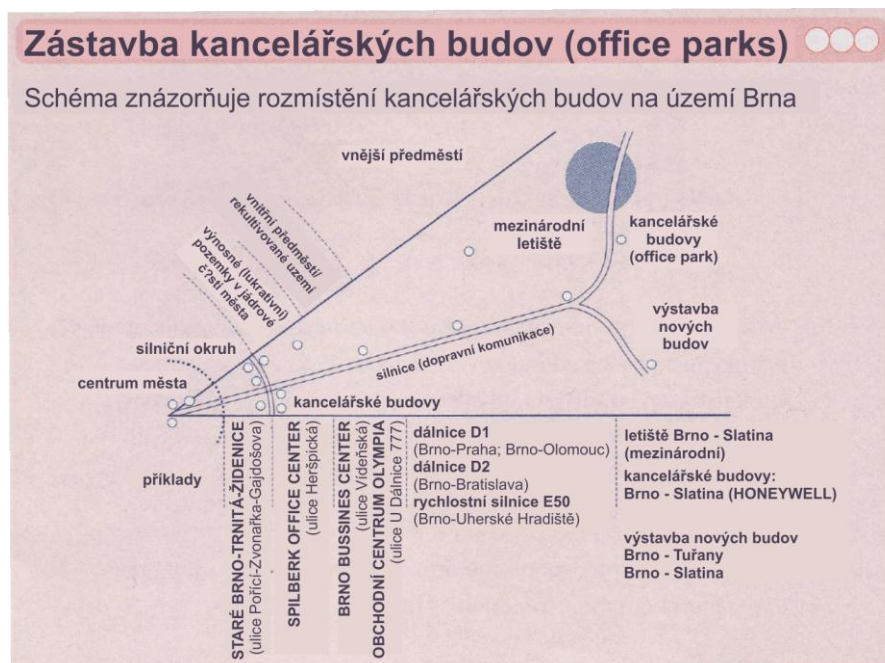 Zástavba kancelářských budov (office parks)
Schéma znázorňuje rozmístění kancelářských budov na území Brna
vnější předměstí
vnitřní předměstí/
rekultivované uzemí
výnosné (lukrativní)
pozemky v jádrové
č?sti města
silniční okruh
centrum města
mezinárodní
letiště
kancelářské
budovy
(office park)
výstavba
nových
budov
silnice (dopravní komunikace)
kancelářské budovy
příklady
STARÉ BRNO-TRNITÁ-ŽIDENICE
(ulice Poříčí-Zvonařka-Gajdošova)
SPILBERK OFFICE CENTER
(ulice Heršpická)
BRNO BUSSINES CENTER
(ulice Vídeňská)
OBCHODNÍ CENTRUM OLYMPIA
(ulice U Dálnice 777)
dálnice D1
(Brno-Praha; Brno-Olomouc)
dálnice D2
(Brno-Bratislava)
rychlostní silnice E50
(Brno-Uherské Hradiště)
letiště Brno - Slatina
(mezinárodní)
kancelářské budovy:
Brno - Slatina (HONEYWELL)
výstavba nových budov
Brno - Tuřany
Brno - Slatina